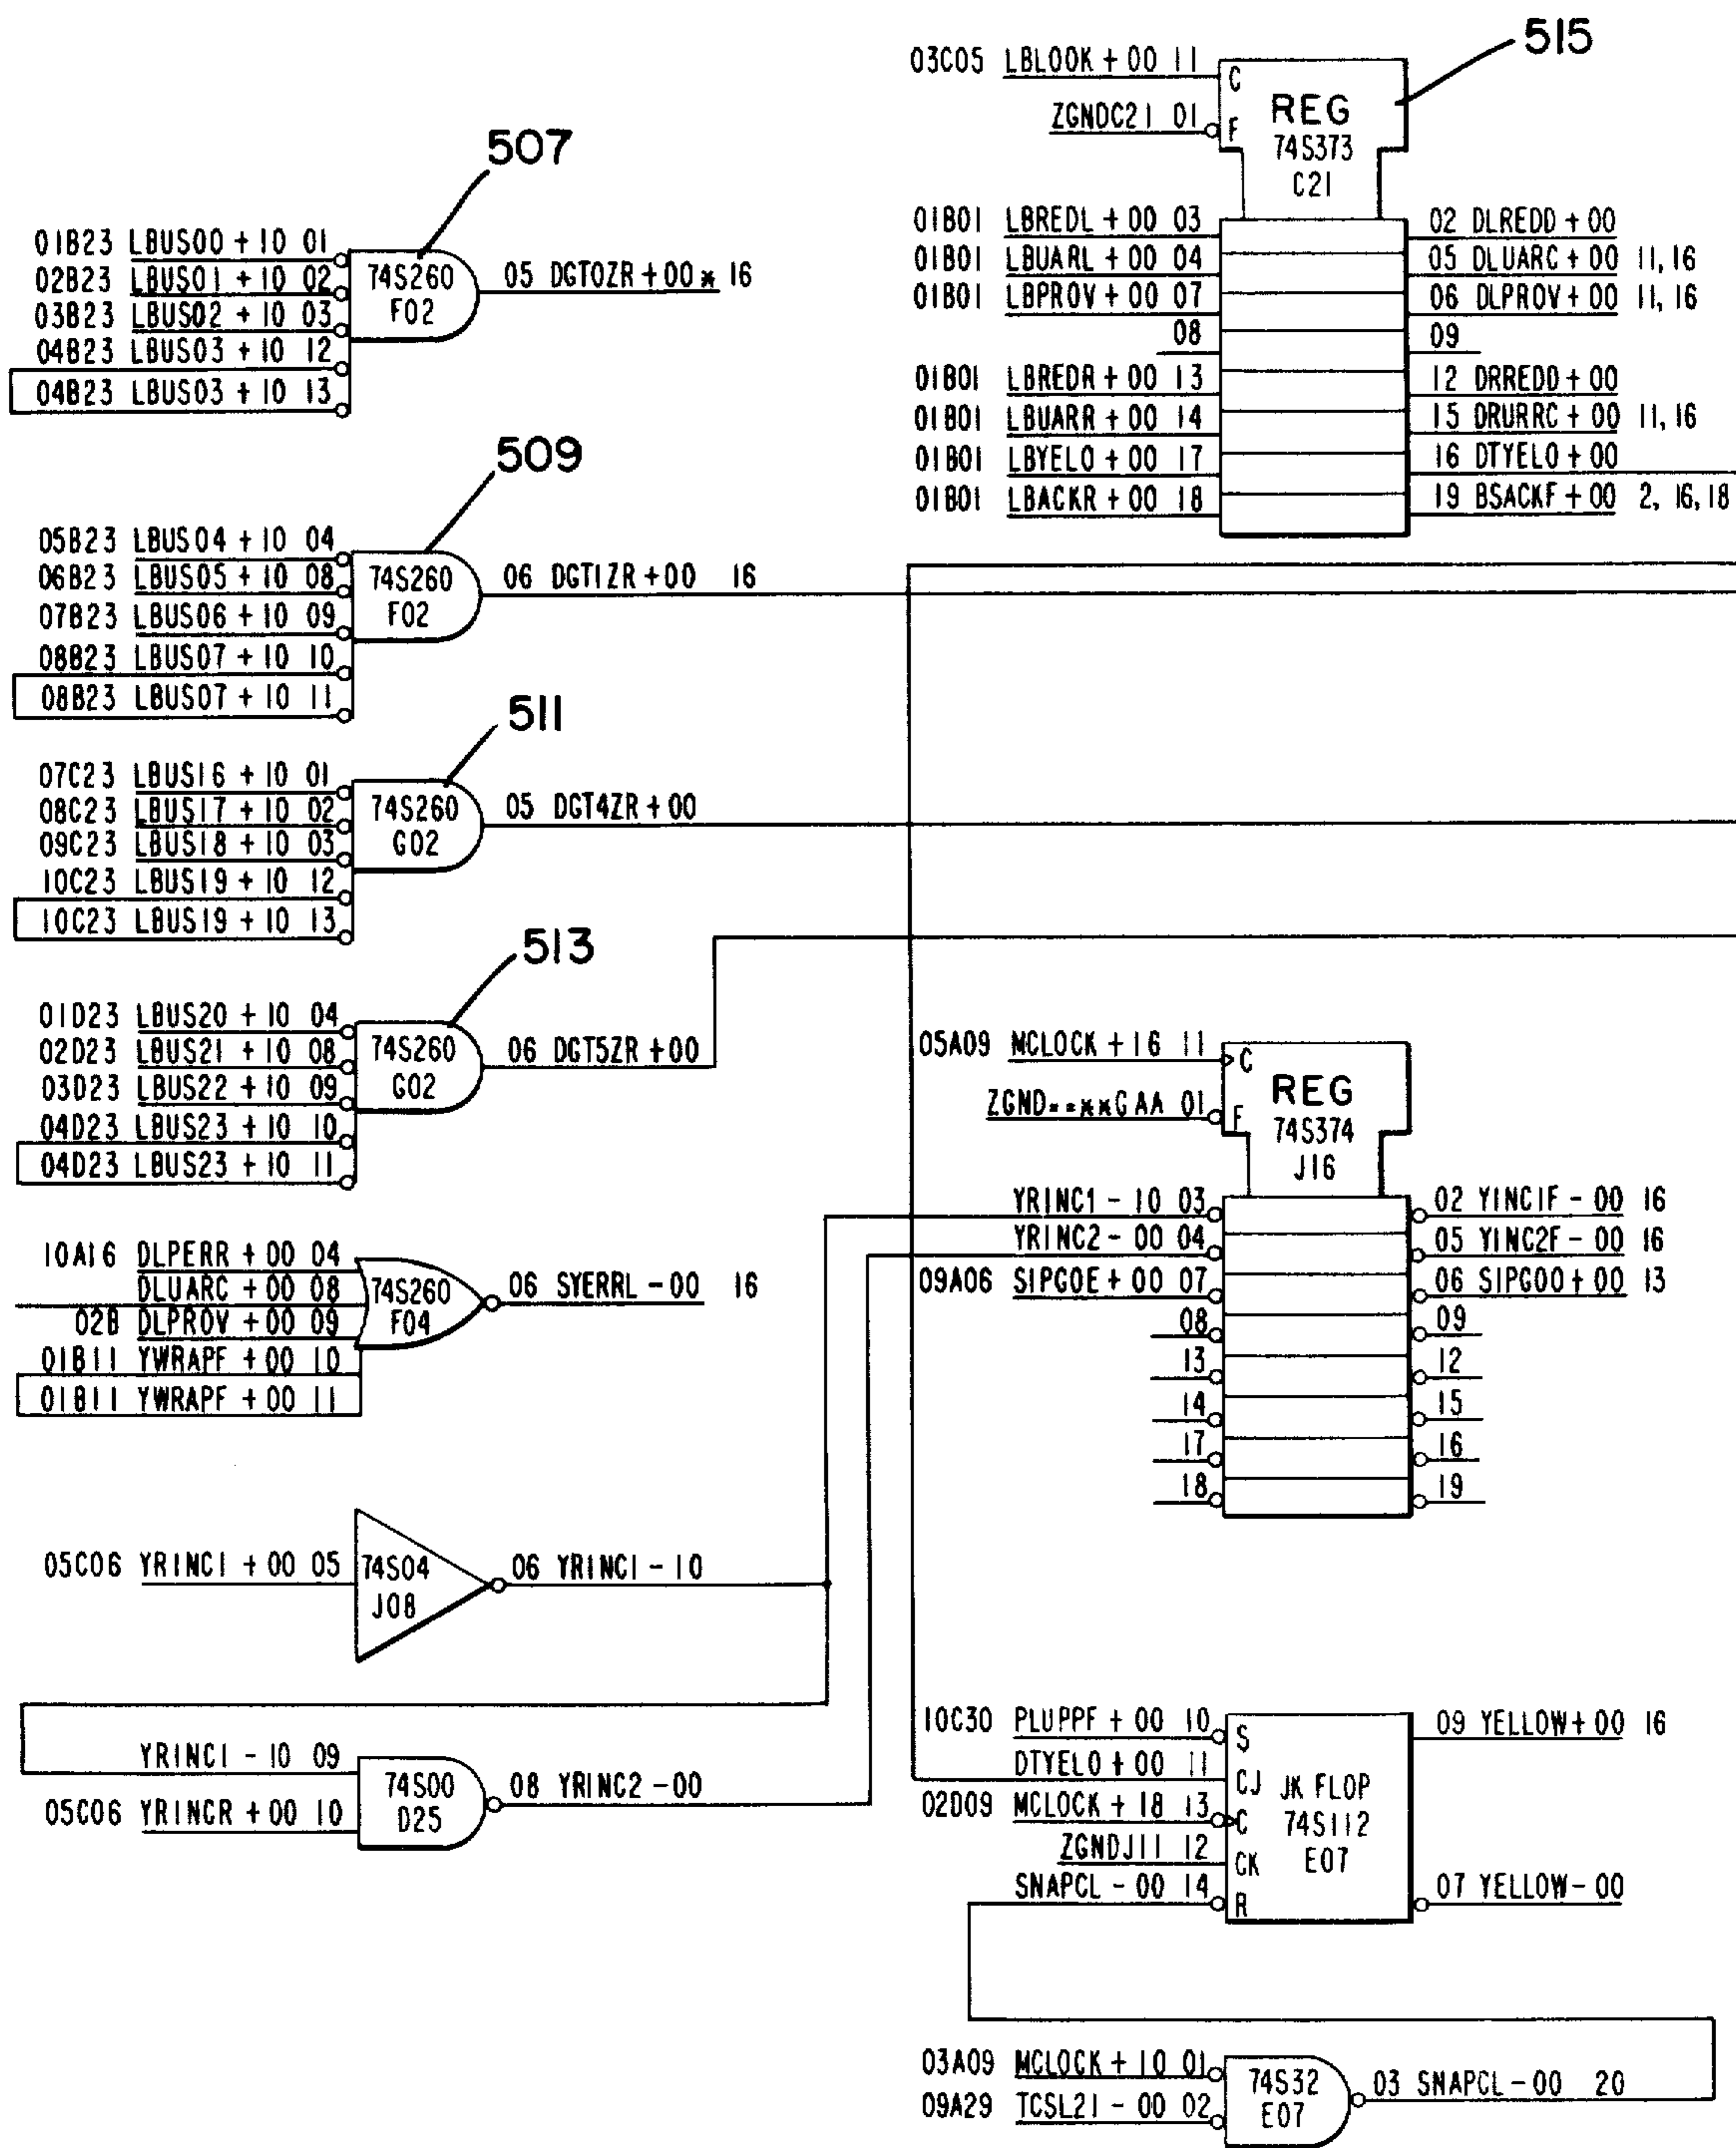 507
01B23 LBUS00 + 10 01
02B23 LBUS01 + 10 02
03B23 LBUS02 + 10 03
04B23 LBUS03 + 10 12
04B23 LBUS03 + 10 13
74S260
F02
05 DGT0ZR + 00 * 16
509
05B23 LBUS04 + 10 04
06B23 LBUS05 + 10 08
07B23 LBUS06 + 10 09
08B23 LBUS07 + 10 10
08B23 LBUS07 + 10 11
74S260
F02
06 DGT1ZR + 00 16
511
07C23 LBUS16 + 10 01
08C23 LBUS17 + 10 02
09C23 LBUS18 + 10 03
10C23 LBUS19 + 10 12
10C23 LBUS19 + 10 13
74S260
G02
05 DGT4ZR + 00
513
01D23 LBUS20 + 10 04
02D23 LBUS21 + 10 08
03D23 LBUS22 + 10 09
04D23 LBUS23 + 10 10
04D23 LBUS23 + 10 11
74S260
G02
06 DGT5ZR + 00
10A16 DLPERR + 00 04
DLUARC + 00 08
02B DLPROV + 00 09
01B11 YWRAPF + 00 10
01B11 YWRAPF + 00 11
74S260
F04
06 SYERRL - 00 16
05C06 YRINC1 + 00 05
74S04
J08
06 YRINC1 - 10
YRINC1 - 10 09
05C06 YRINCR + 00 10
74S00
D25
08 YRINC2 - 00
515
03C05 LBLOOK + 00 11
ZGNDC21 01
C
F
REG
74S373
C21
01B01 LBREDL + 00 03
01B01 LBUARL + 00 04
01B01 LBPROV + 00 07
08
01B01 LBREDR + 00 13
01B01 LBUARR + 00 14
01B01 LBYELO + 00 17
01B01 LBACKR + 00 18
02 DLREDD + 00
05 DLUARC + 00 11, 16
06 DLPROV + 00 11, 16
09
12 DRREDD + 00
15 DRURRC + 00 11, 16
16 DTYELO + 00
19 BSACKF + 00 2, 16, 18
05A09 MCLOCK + 16 11
C
F
REG
74S374
J16
YRINC1 - 10 03
YRINC2 - 00 04
09A06 SIPGOE + 00 07
08
13
14
17
18
02 YINC1F - 00 16
05 YINC2F - 00 16
06 SIPGOO + 00 13
09
12
15
16
19
10C30 PLUPPF + 00 10
DTYELO + 00 11
02D09 MCLOCK + 18 13
ZGNDJ11 12
SNAPCL - 00 14
S
CJ
C
CK
R
JK FLOP
74S112
E07
09 YELLOW + 00 16
07 YELLOW - 00
03A09 MCLOCK + 10 01
09A29 TCSL21 - 00 02
74S32
E07
03 SNAPCL - 00 20